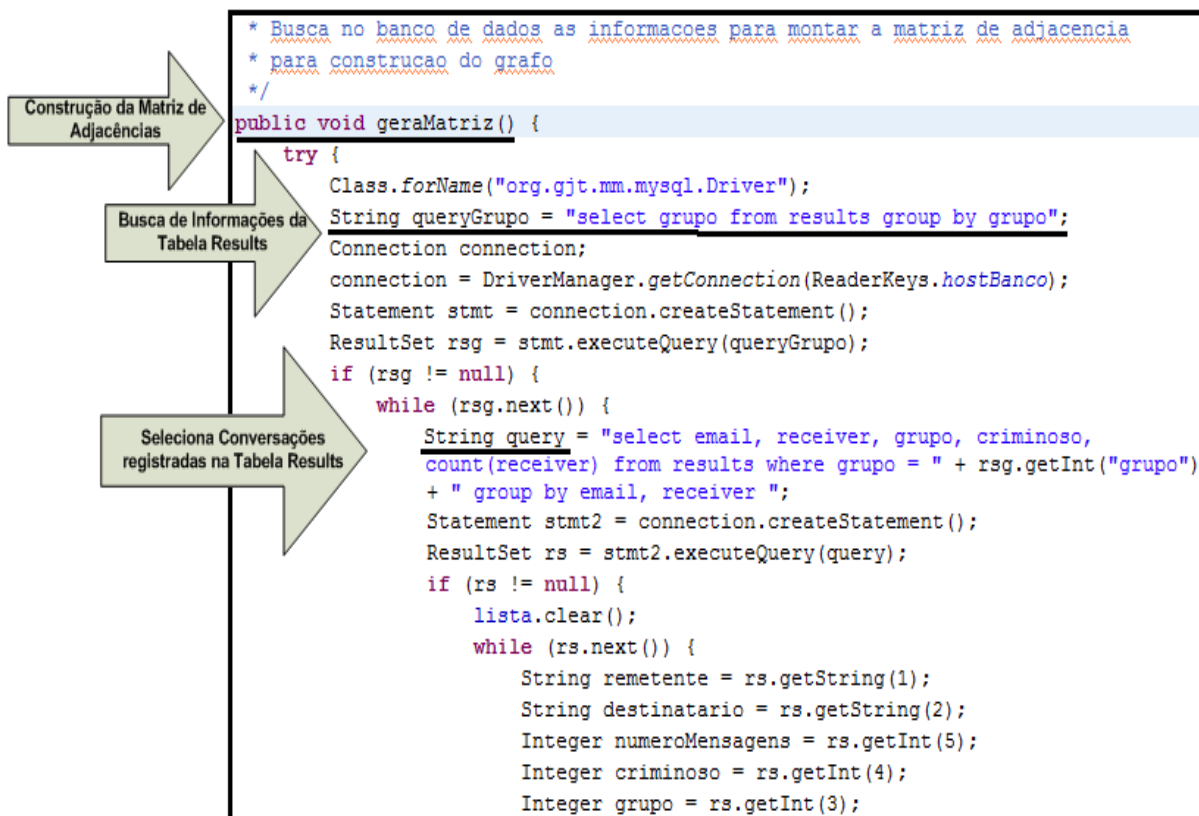 * Busca no banco de dados as informacoes para montar a matriz de adjacencia
* para construcao do grafo
*/
Construção da Matriz de
Adjacências
public void geraMatriz() {
try {
Class.forName("org.gjt.mm.mysql.Driver");
Busca de Informações da
Tabela Results
String queryGrupo = "select grupo from results group by grupo";
Connection connection;
connection = DriverManager.getConnection(ReaderKeys.hostBanco);
Statement stmt = connection.createStatement();
ResultSet rsg = stmt.executeQuery(queryGrupo);
if (rsg != null) {
while (rsg.next()) {
Seleciona Conversações
registradas na Tabela Results
String query = "select email, receiver, grupo, criminoso,
count(receiver) from results where grupo = " + rsg.getInt("grupo")
+ " group by email, receiver ";
Statement stmt2 = connection.createStatement();
ResultSet rs = stmt2.executeQuery(query);
if (rs != null) {
lista.clear();
while (rs.next()) {
String remetente = rs.getString(1);
String destinatario = rs.getString(2);
Integer numeroMensagens = rs.getInt(5);
Integer criminoso = rs.getInt(4);
Integer grupo = rs.getInt(3);